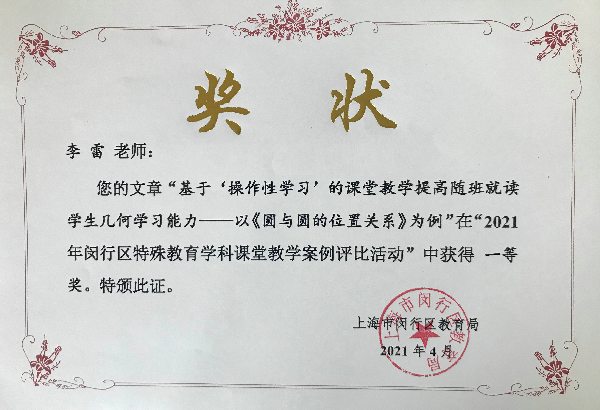 奖 状
李 雷 老师：
您的文章“基于‘操作性学习’的课堂教学提高随班就读
学生几何学习能力——以《圆与圆的位置关系》为例”在“2021
年闵行区特殊教育学科课堂教学案例评比活动”中获得 一等
奖。特颁此证。
上海市闵行区教育局
2021 年 4 月
上海市闵行区教育局